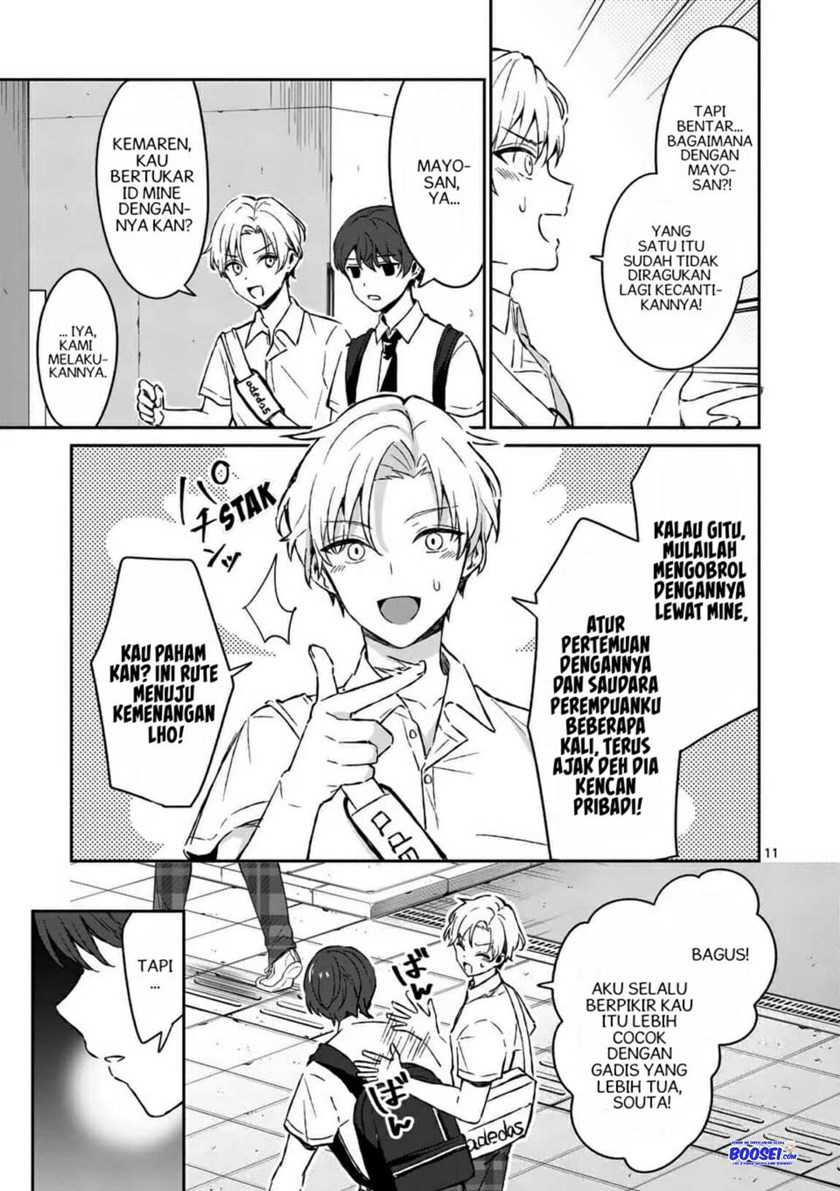 TAPI
BENTAR...
BAGAIMANA
DENGAN
MAYO-
SAN?!
YANG
SATU ITU
SUDAH TIDAK
DIRAGUKAN
LAGI KECANTI-
KANNYA!
MAYO-
SAN,
YA...
KEMAREN,
KAU
BERTUKAR
ID MINE
DENGAN-
NYA KAN?
... IYA,
KAMI
MELAKU-
KANNYA.
adedas
KALAU GITU,
MULAILAH
MENGOBROL
DENGANNYA
LEWAT MINE,
ATUR
PERTEMUAN
DENGANNYA
DAN SAUDARA
PEREMPUANKU
BEBERAPA
KALI, TERUS
AJAK DEH DIA
KENCAN
PRIBADI!
パチンッ
STAK
KAU PAHAM
KAN? INI RUTE
MENUJU
KEMENANGAN
LHO!
adedas
11
BAGUS!
AKU SELALU
BERPIKIR KAU
ITU LEBIH
COCOK
DENGAN
GADIS YANG
LEBIH TUA,
SOUTA!
ばん
ばん
adedas
TAPI
...
BOOSEI.COM